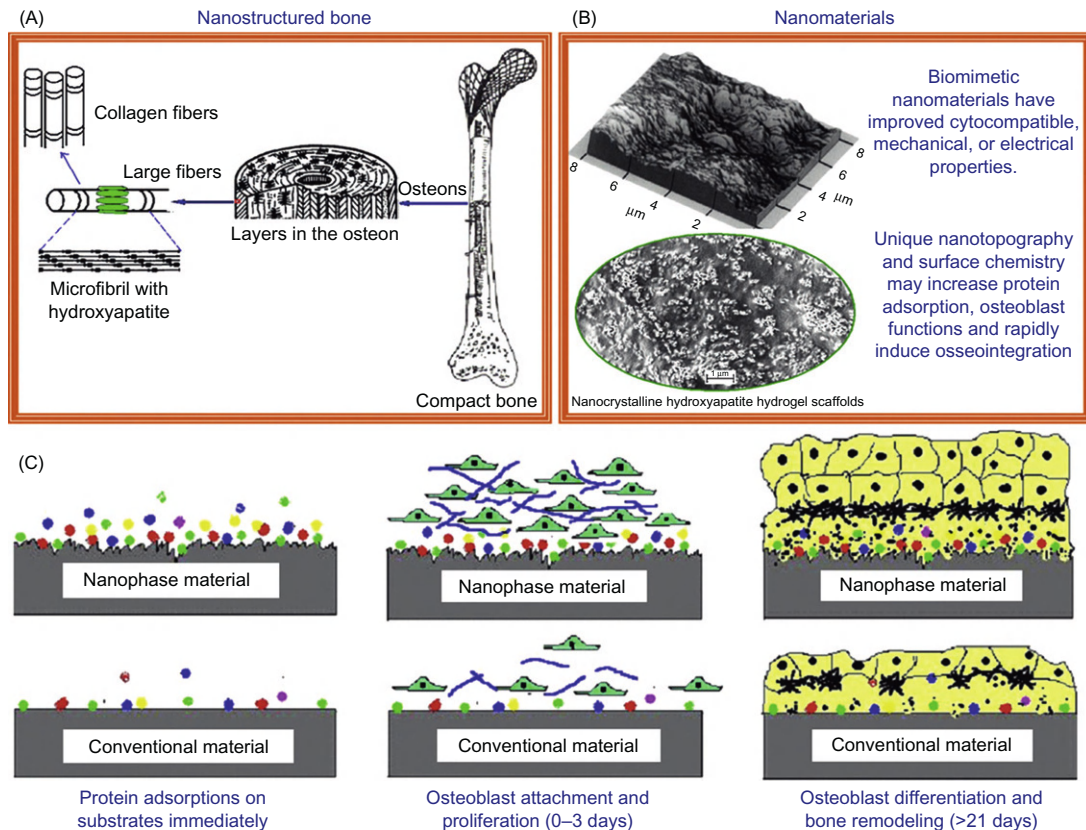 (A)
Nanostructured bone
Collagen fibers
Large fibers
Osteons
Layers in the osteon
Microfibril with
hydroxyapatite
Compact bone
(B)
Nanomaterials
8
6
4
2
μm
8
6
4
2
μm
Biomimetic
nanomaterials have
improved cytocompatible,
mechanical, or electrical
properties.
Unique nanotopography
and surface chemistry
may increase protein
adsorption, osteoblast
functions and rapidly
induce osseointegration
1 μm
Nanocrystalline hydroxyapatite hydrogel scaffolds
(C)
Nanophase material
Nanophase material
Nanophase material
Conventional material
Conventional material
Conventional material
Protein adsorptions on
substrates immediately
Osteoblast attachment and
proliferation (0–3 days)
Osteoblast differentiation and
bone remodeling (>21 days)